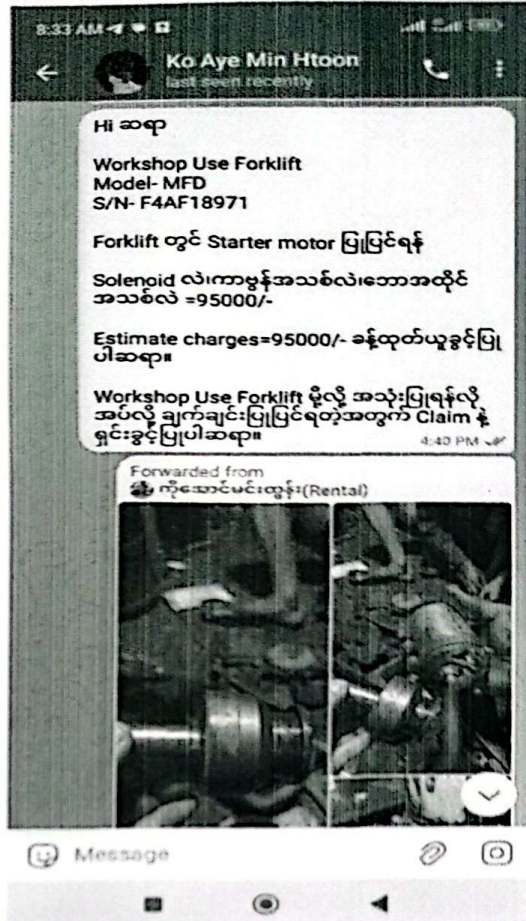 8:33 AM
Ko Aye Min Htoon
last seen recently
Hi ဆရာ
Workshop Use Forklift
Model- MFD
S/N- F4AF18971
Forklift တွင် Starter motor ပြုပြင်ရန်
Solenoid လဲ၊ကာဗွန်အသစ်လဲ၊ဘောအထိုင်
အသစ်လဲ =95000/-
Estimate charges=95000/- ခန့်ထုတ်ယူခွင့်ပြု
ပါဆရာ။
Workshop Use Forklift မို့လို့ အသုံးပြုရန်လို
အပ်လို့ ချက်ချင်းပြုပြင်ရတဲ့အတွက် Claim နဲ့
ရှင်းခွင့်ပြုပါဆရာ။
4:40 PM
Forwarded from
ကိုအောင်မင်းထွန်း(Rental)
Message